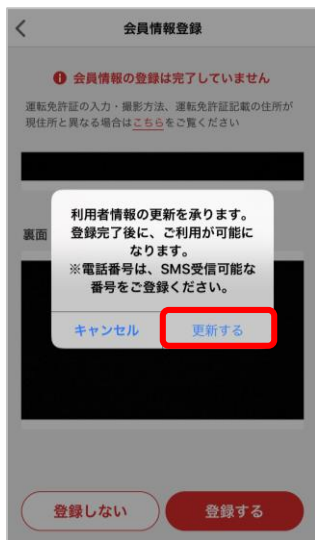 会員情報登録
会員情報の登録は完了していません
運転免許証の入力・撮影方法、運転免許証記載の住所が
現住所と異なる場合はこちらをご覧ください
利用者情報の更新を承ります。
登録完了後に、ご利用が可能に
なります。
※電話番号は、SMS受信可能な
番号をご登録ください。
裏面
キャンセル 更新する
登録しない 登録する